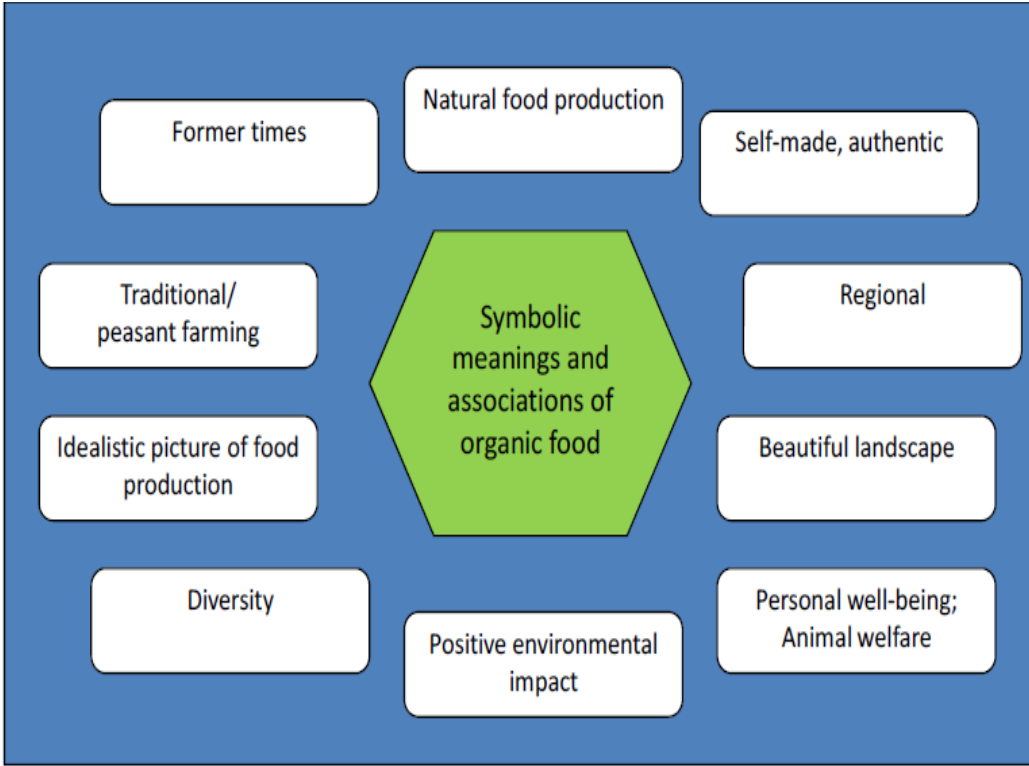 Natural food production
Former times
Self-made, authentic
Traditional/
peasant farming
Regional
Symbolic
meanings and
associations of
organic food
Idealistic picture of food
production
Beautiful landscape
Diversity
Personal well-being;
Animal welfare
Positive environmental
impact